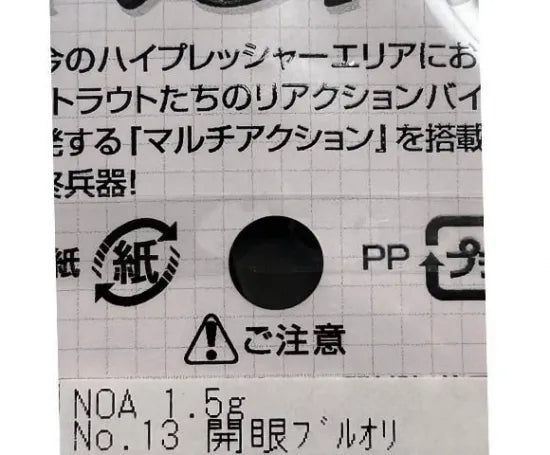 今のハイプレッシャーエリアにお
トラウトたちのリアクションバイ
発する「マルチアクション」を搭載
終兵器!
紙 紙 PP プラ
ご注意
NOA 1.5g
No.13 開眼ブルオリ